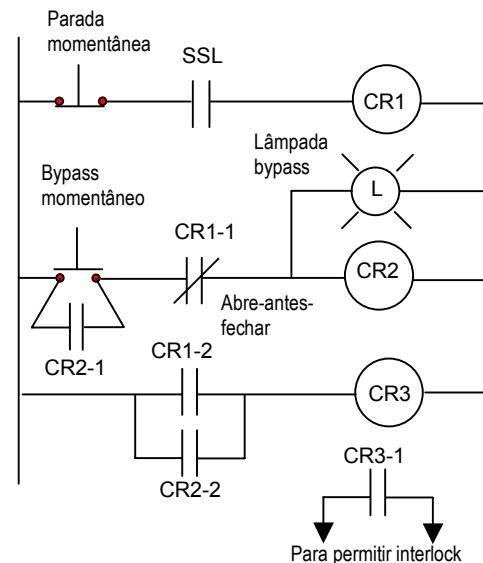 Parada
momentânea
SSL
CR1
Lâmpada
bypass
L
Bypass
momentâneo
CR1-1
CR2
Abre-antes-
fechar
CR2-1
CR1-2
CR3
CR2-2
CR3-1
Para permitir interlock